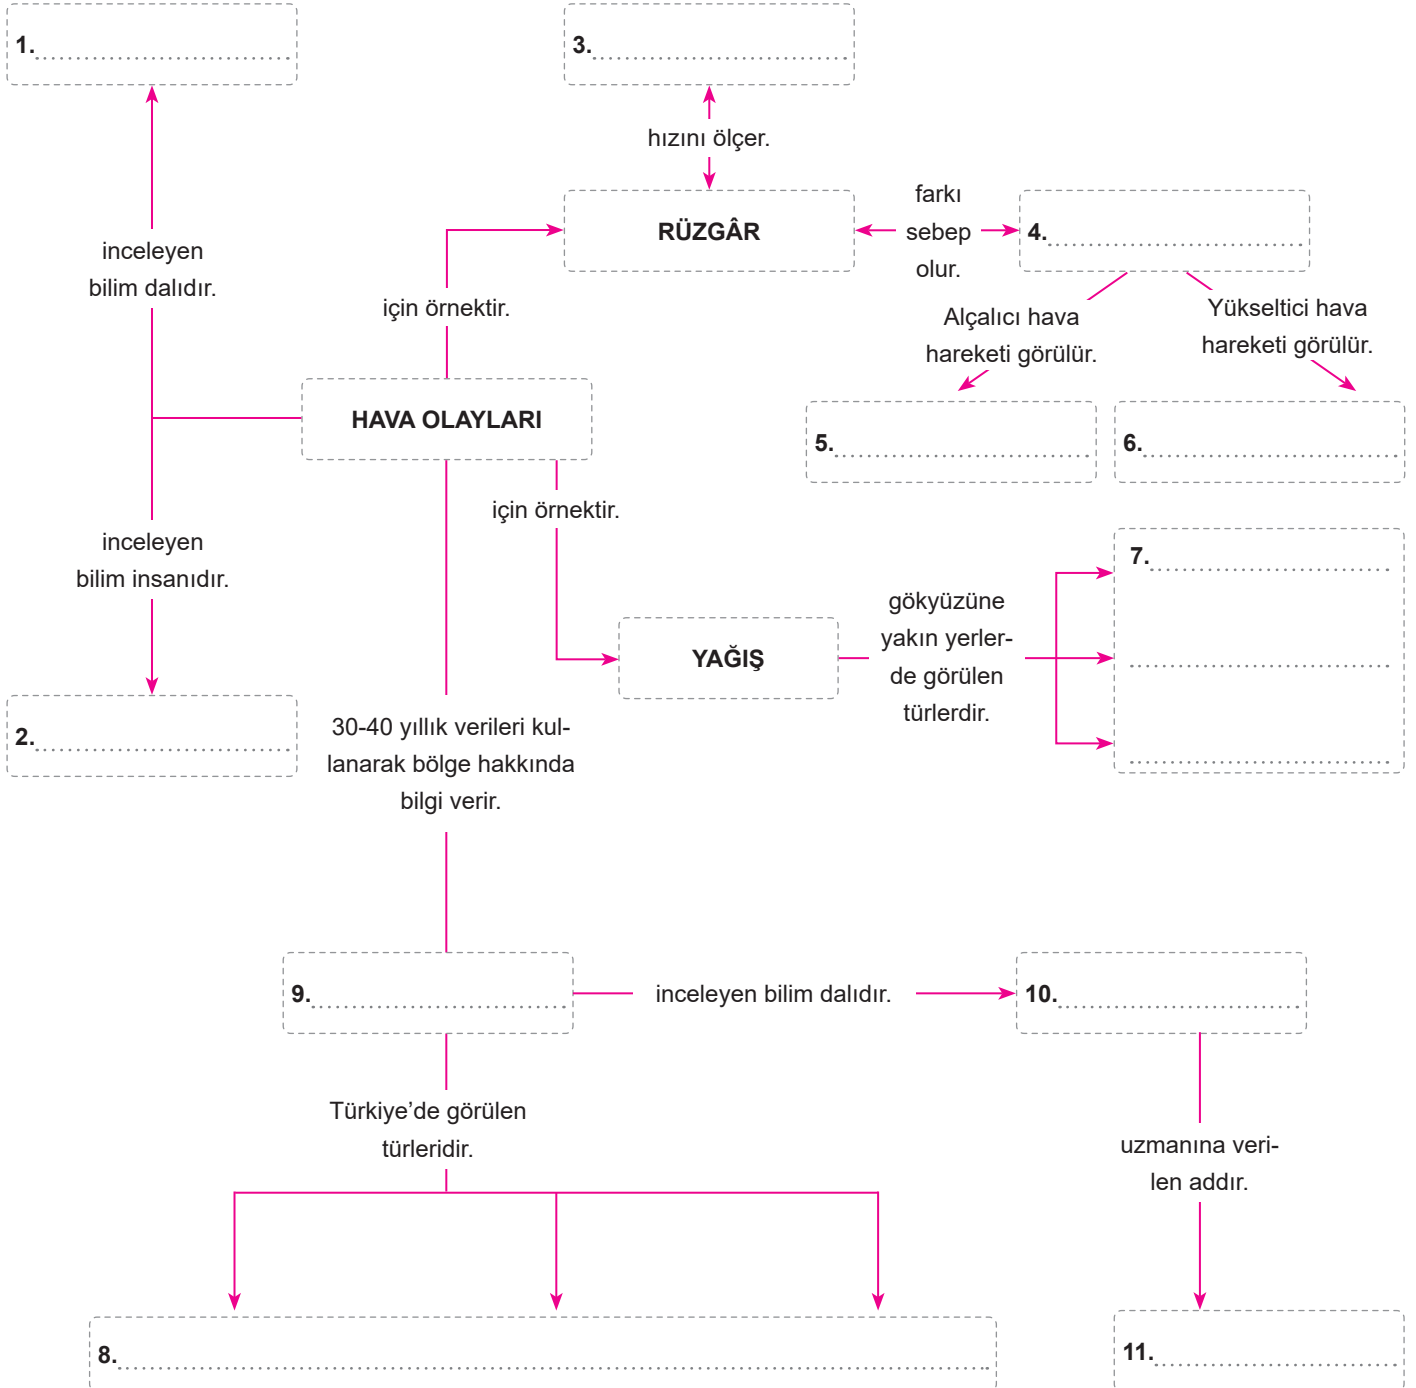 1.
3.
hızını ölçer.
RÜZGÂR
farkı
sebep
olur.
4.
inceleyen
bilim dalıdır.
için örnektir.
Alçalıcı hava
hareketi görülür.
Yükseltici hava
hareketi görülür.
HAVA OLAYLARI
5.
6.
için örnektir.
inceleyen
bilim insanıdır.
7.
gökyüzüne
yakın yerler-
de görülen
türlerdir.
YAĞIŞ
2.
30-40 yıllık verileri kul-
lanarak bölge hakkında
bilgi verir.
9.
inceleyen bilim dalıdır.
10.
Türkiye’de görülen
türleridir.
uzmanına veri-
len addır.
8.
11.